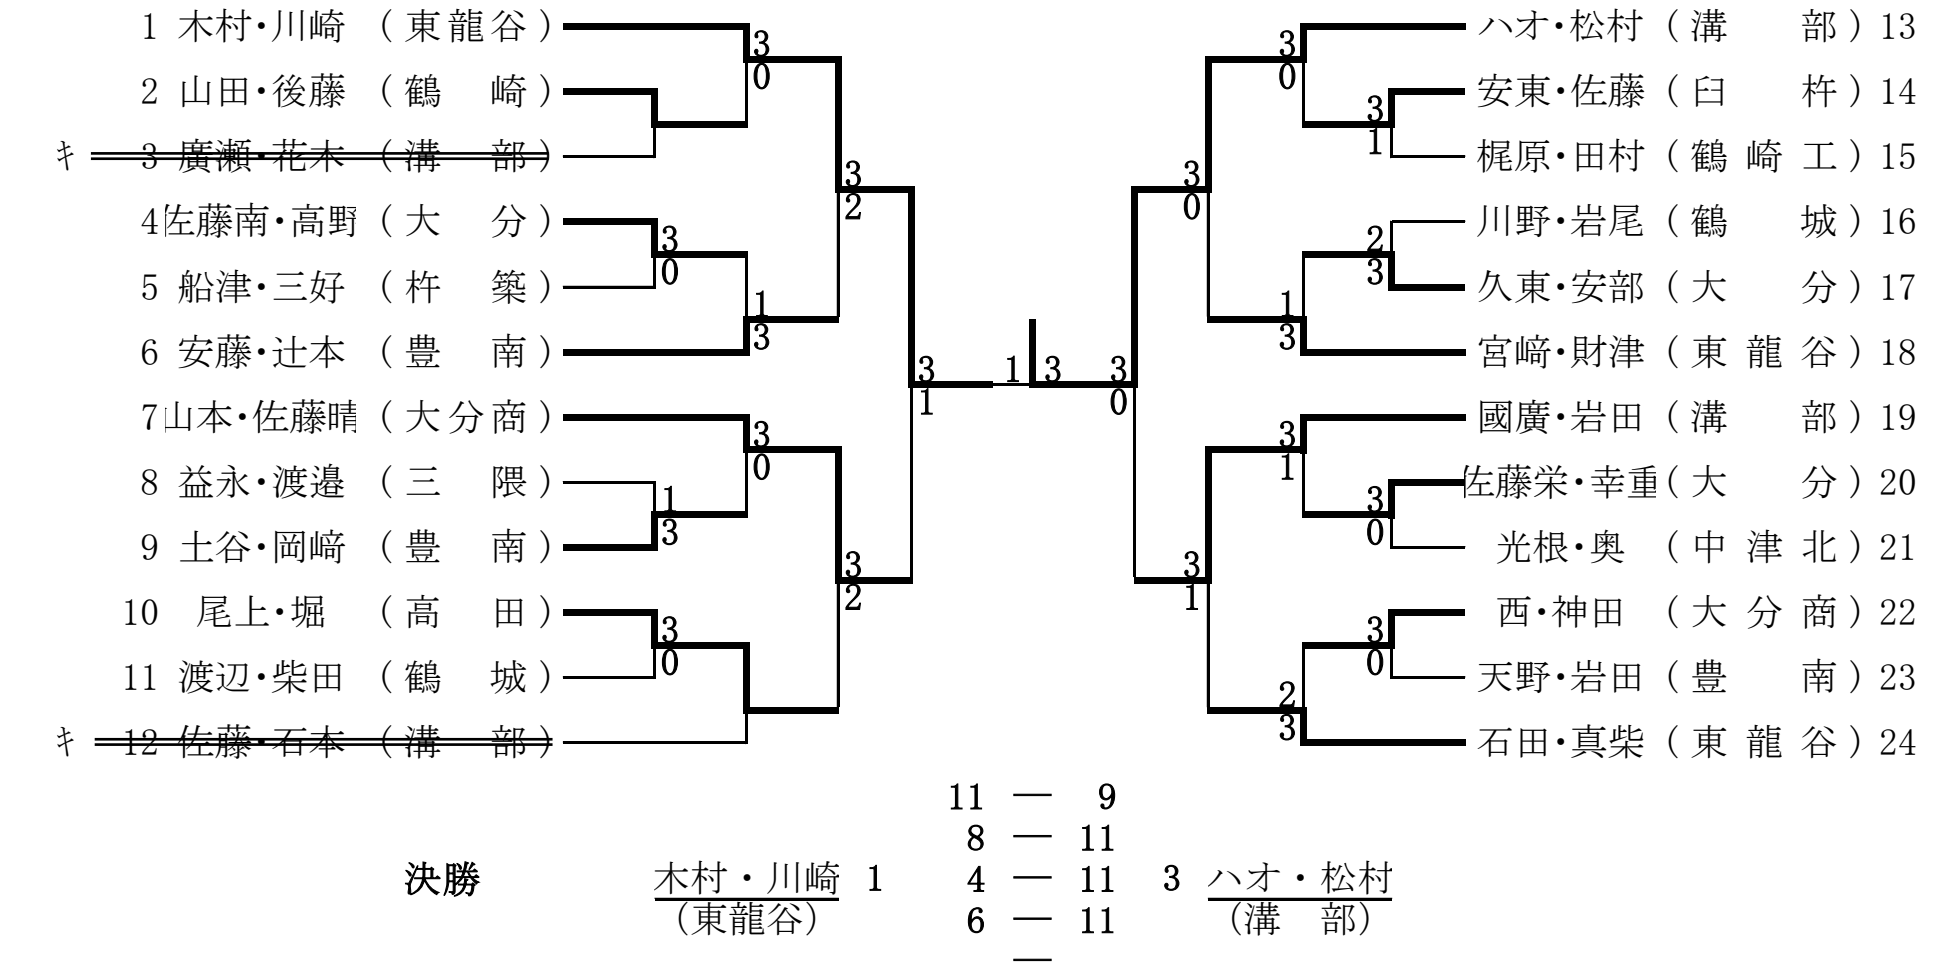 1 木村・川崎 （東龍谷） 3 3 ハオ・松村（溝 部）13
0 0
2 山田・後藤 （鶴 崎） 3 安東・佐藤（臼 杵）14
ｷ 3 廣瀬・花木 （溝 部） 1 梶原・田村（鶴崎工）15
3 3
2 0
4 佐藤南・高野 （大 分） 3 2 川野・岩尾（鶴 城）16
5 船津・三好 （杵 築） 0 3 久東・安部（大 分）17
1 1
6 安藤・辻本 （豊 南） 3 3 宮﨑・財津（東龍谷）18
3 1 3 3
1 0
7 山本・佐藤晴 （大分商） 3 3 國廣・岩田（溝 部）19
0 1
8 益永・渡邉 （三 隈） 1 3 佐藤栄・幸重（大 分）20
9 土谷・岡﨑 （豊 南） 3 0 光根・奥 （中津北）21
3 3
2 1
10 尾上・堀 （高 田） 3 3 西・神田 （大分商）22
11 渡辺・柴田 （鶴 城） 0 0 天野・岩田（豊 南）23
2
ｷ 12 佐藤・石本 （溝 部） 3 石田・真柴（東龍谷）24
11 ― 9
8 ― 11
決勝 木村・川崎 1 4 ― 11 3 ハオ・松村
（東龍谷） 6 ― 11 （溝 部）
―